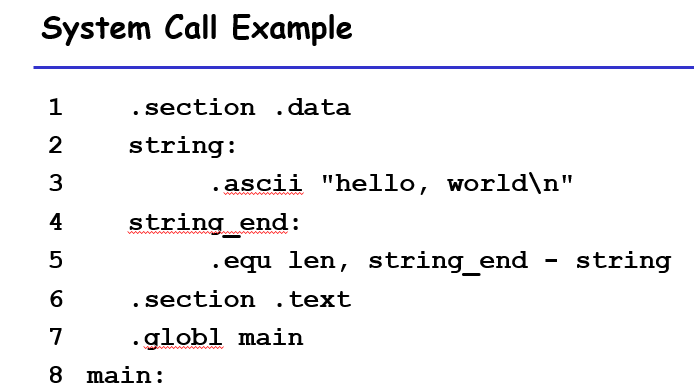 System Call Example
1 .section .data
2 string:
3 .ascii "hello, world\n"
4 string_end:
5 .equ len, string_end - string
6 .section .text
7 .globl main
8 main: